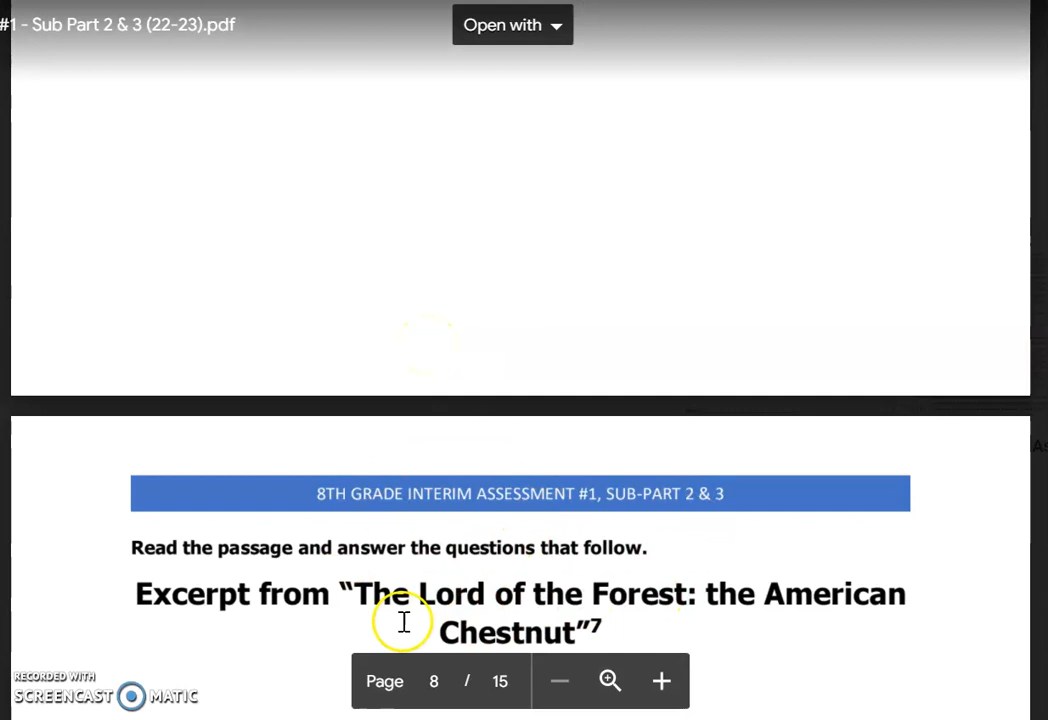 #1 - Sub Part 2 & 3 (22-23).pdf
Open with
8TH GRADE INTERIM ASSESSMENT #1, SUB-PART 2 & 3
Read the passage and answer the questions that follow.
Excerpt from “The Lord of the Forest: the American
Chestnut”7
Page 8 / 15
RECORDED WITH
SCREENCAST MATIC